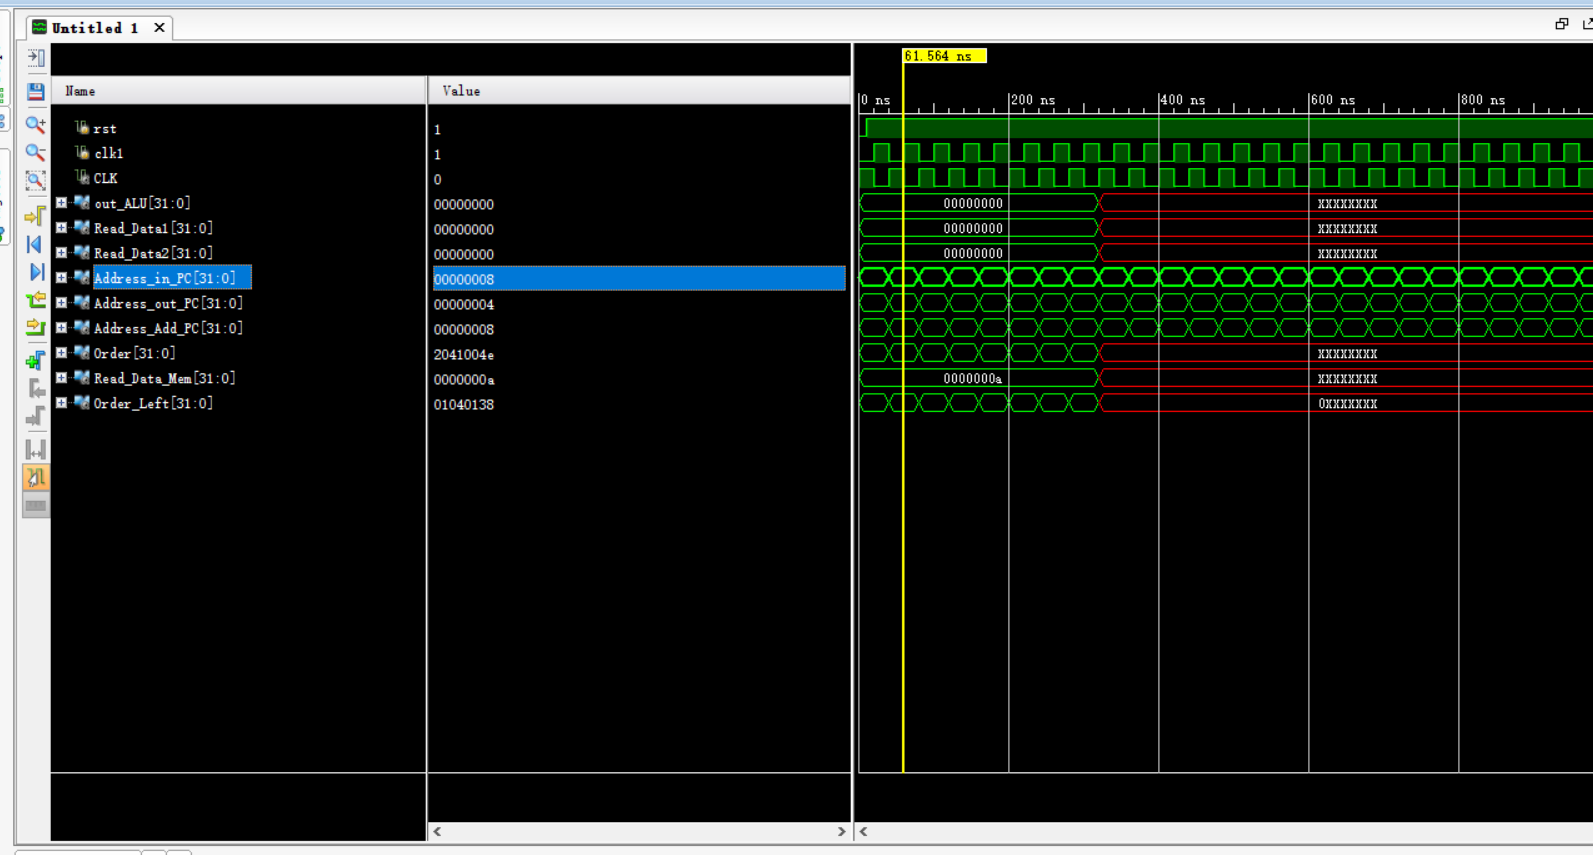 Untitled 1
61.564 ns
Name Value
0 ns 200 ns 400 ns 600 ns 800 ns
rst 1
clk1 1
CLK 0
out_ALU[31:0] 00000000 00000000 XXXXXXXX
Read_Data1[31:0] 00000000 00000000 XXXXXXXX
Read_Data2[31:0] 00000000 00000000 XXXXXXXX
Address_in_PC[31:0] 00000008
Address_out_PC[31:0] 00000004
Address_Add_PC[31:0] 00000008
Order[31:0] 2041004e XXXXXXXX
Read_Data_Mem[31:0] 0000000a 0000000a XXXXXXXX
Order_Left[31:0] 01040138 0XXXXXXX